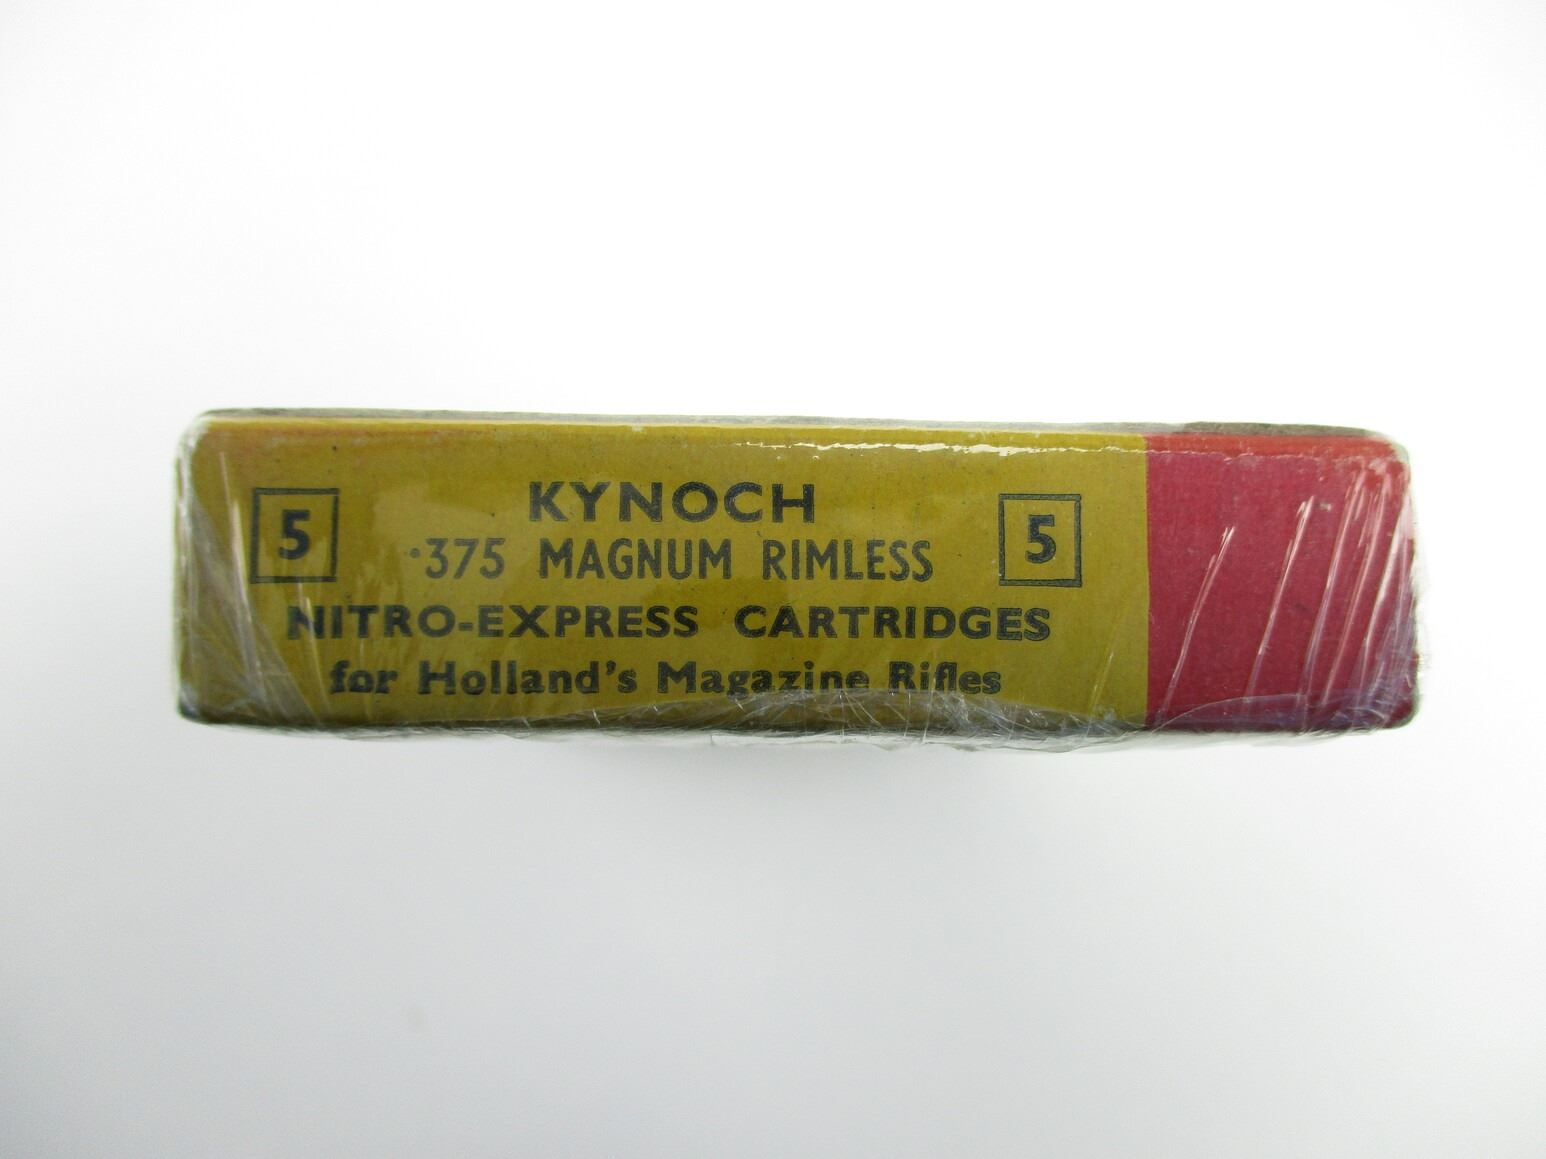 KYNOCH
5 ·375 MAGNUM RIMLESS 5
NITRO-EXPRESS CARTRIDGES
for Holland's Magazine Rifles